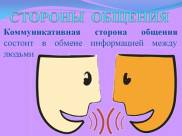 СТОРОНЫ ОБЩЕНИЯ
Коммуникативная сторона общения
состоит в обмене информацией между
людьми